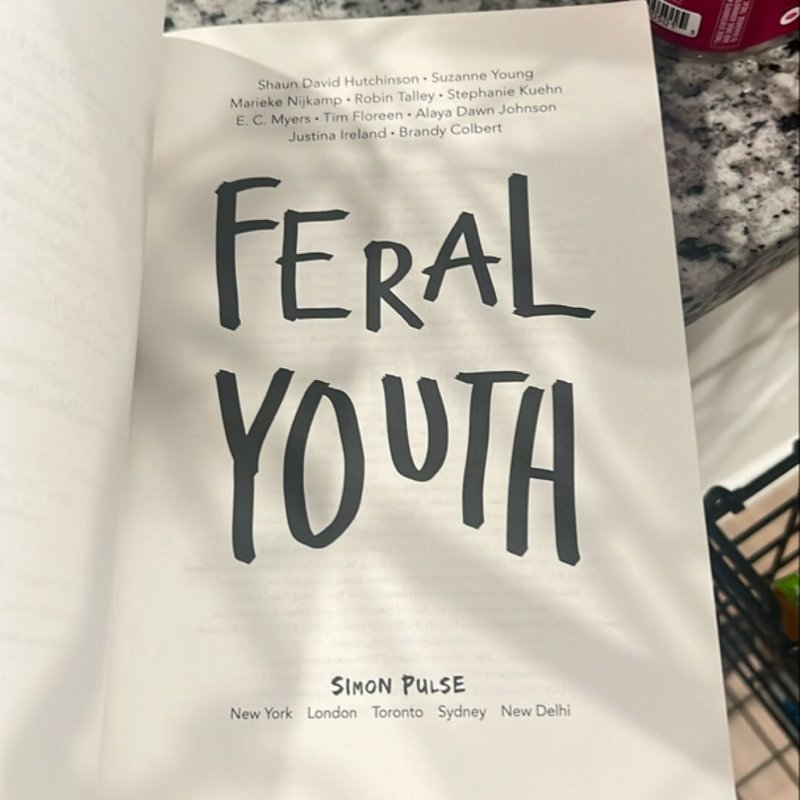 Shaun David Hutchinson • Suzanne Young
Marieke Nijkamp • Robin Talley • Stephanie Kuehn
E. C. Myers • Tim Floreen • Alaya Dawn Johnson
Justina Ireland • Brandy Colbert
FERAL
YOUTH
SIMON PULSE
New York London Toronto Sydney New Delhi